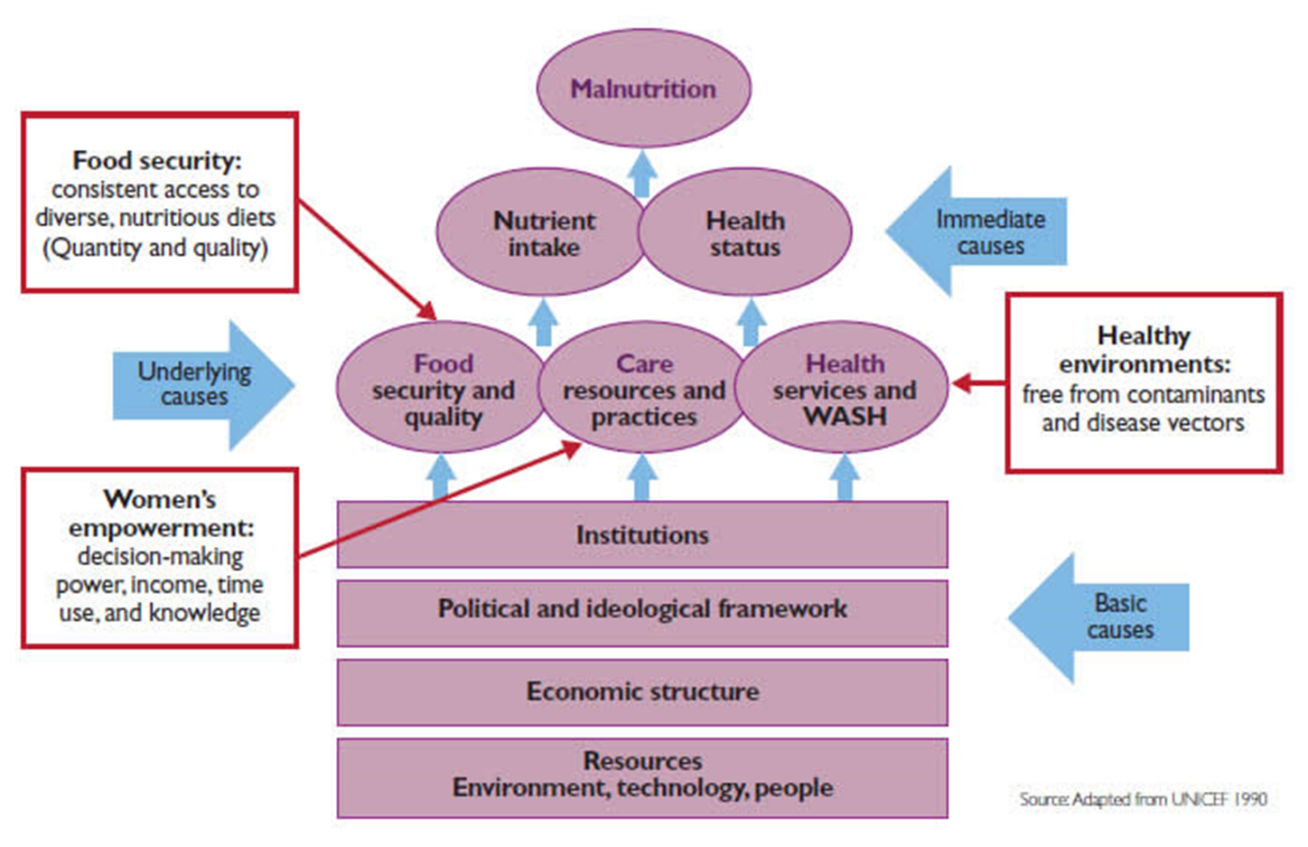 Malnutrition
Food security:
consistent access to
diverse, nutritious diets
(Quantity and quality)
Nutrient
intake
Health
status
Immediate
causes
Underlying
causes
Food
security and
quality
Care
resources and
practices
Health
services and
WASH
Healthy
environments:
free from contaminants
and disease vectors
Women's
empowerment:
decision-making
power, income, time
use, and knowledge
Institutions
Political and ideological framework
Basic
causes
Economic structure
Resources
Environment, technology, people
Source: Adapted from UNICEF 1990